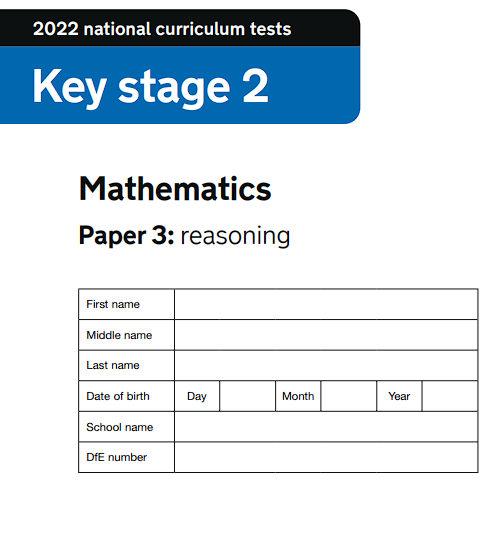 2022 national curriculum tests
Key stage 2
Mathematics
Paper 3: reasoning
First name
Middle name
Last name
Date of birth Day Month Year
School name
DfE number